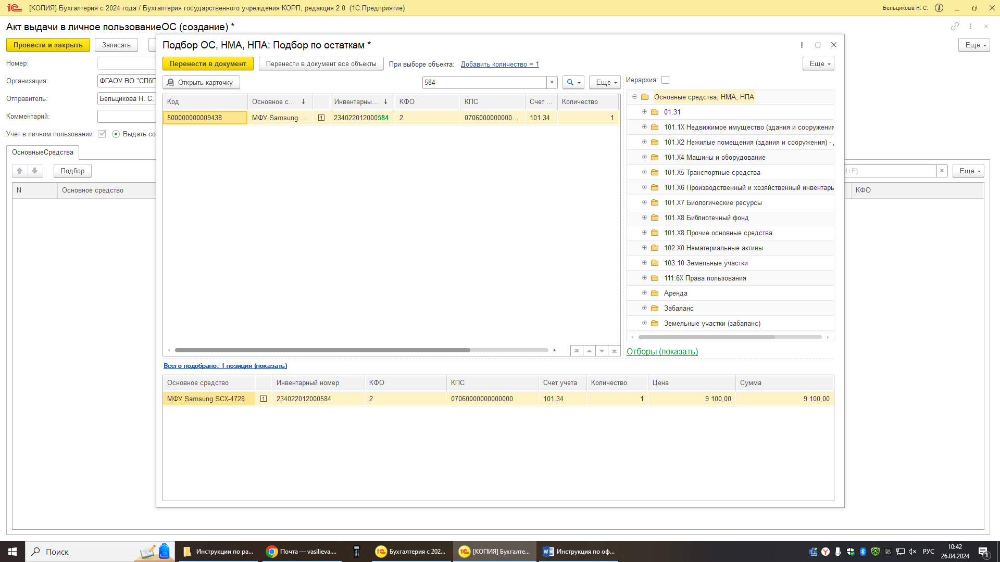 [КОПИЯ] Бухгалтерия с 2024 года / Бухгалтерия государственного учреждения КОРП, редакция 2.0 (1С:Предприятие)
Бельцикова Н. С.
Акт выдачи в личное пользованиеОС (создание) *
Провести и закрыть
Записать
Еще
Номер:
Организация:
ФГАОУ ВО "СПбП
Отправитель:
Бельцикова Н. С.
Комментарий:
Учет в личном пользовании:
Выдать со
ОсновныеСредства
Подбор
l+F)
×
Еще
N
Основное средство
КФО
Подбор ОС, НМА, НПА: Подбор по остаткам *
Перенести в документ
Перенести в документ все объекты
При выборе объекта:
Добавить количество = 1
Еще
Открыть карточку
584
×
Еще
Иерархия:
Код
Основное с...
Инвентарны...
КФО
КПС
Счет ...
Количество
500000000009438
МФУ Samsung ...
1
234022012000584
2
0706000000000...
101.34
1
Основные средства, НМА, НПА
01.31
101.1X Недвижимое имущество (здания и сооружения
101.X2 Нежилые помещения (здания и сооружения) -
101.X4 Машины и оборудование
101.X5 Транспортные средства
101.X6 Производственный и хозяйственный инвентарь
101.X7 Биологические ресурсы
101.X8 Библиотечный фонд
101.X8 Прочие основные средства
102.X0 Нематериальные активы
103.10 Земельные участки
111.6X Права пользования
Аренда
Забаланс
Земельные участки (забаланс)
Отборы (показать)
Всего подобрано: 1 позиция (показать)
Основное средство
Инвентарный номер
КФО
КПС
Счет учета
Количество
Цена
Сумма
МФУ Samsung SCX-4728
1
234022012000584
2
07060000000000000
101.34
1
9 100,00
9 100,00
Поиск
Инструкции по ра...
Почта — vasilieva....
Бухгалтерия с 202...
[КОПИЯ] Бухгалте...
Инструкция по оф...
РУС
10:42
26.04.2024
1